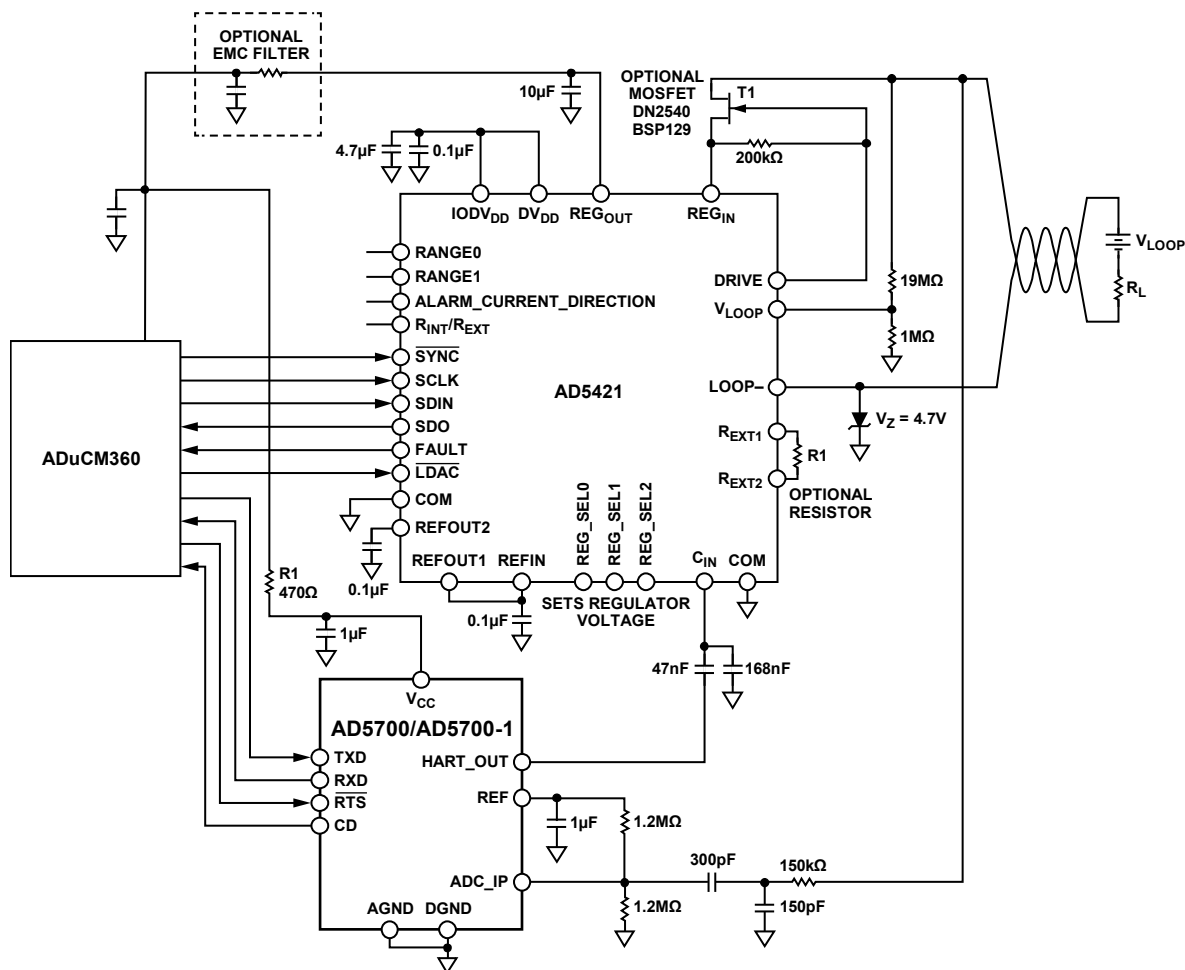 OPTIONAL
EMC FILTER
10µF
OPTIONAL
MOSFET
DN2540
BSP129
T1
200kΩ
4.7µF
0.1µF
IODVDD
DVDD
REGOUT
REGIN
RANGE0
RANGE1
ALARM_CURRENT_DIRECTION
RINT/REXT
SYNC
SCLK
SDIN
SDO
FAULT
LDAC
COM
REFOUT2
AD5421
DRIVE
VLOOP
LOOP–
REXT1
REXT2
R1
OPTIONAL
RESISTOR
19MΩ
1MΩ
VZ = 4.7V
VLOOP
RL
ADuCM360
0.1µF
REFOUT1
REFIN
REG_SEL0
REG_SEL1
REG_SEL2
CIN
COM
SETS REGULATOR
VOLTAGE
0.1µF
R1
470Ω
1µF
47nF
168nF
VCC
AD5700/AD5700-1
TXD
RXD
RTS
CD
HART_OUT
REF
ADC_IP
AGND
DGND
1µF
1.2MΩ
1.2MΩ
300pF
150kΩ
150pF